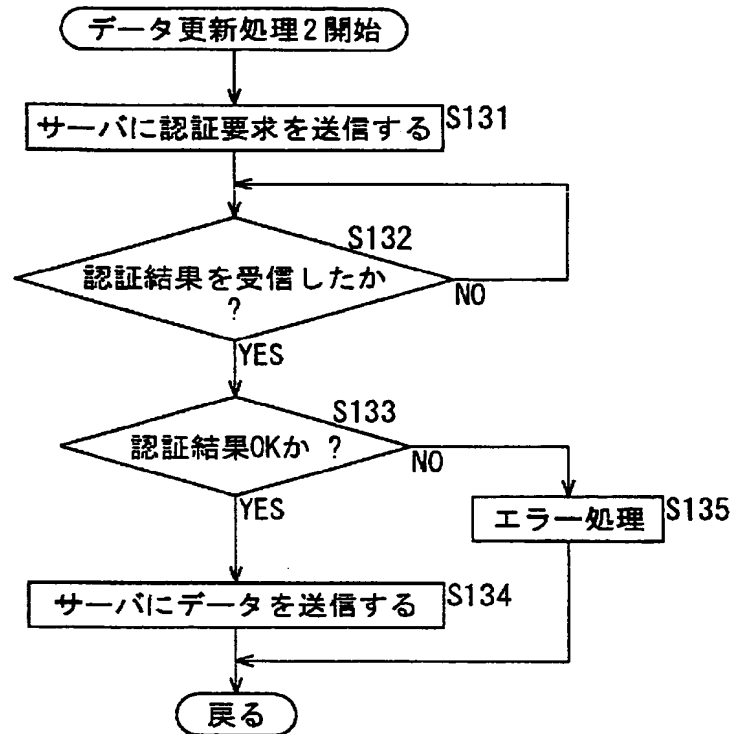 データ更新処理2開始
サーバに認証要求を送信する S131
S132
認証結果を受信したか
?
NO
YES
S133
認証結果OKか ?
NO
YES
エラー処理 S135
サーバにデータを送信する S134
戻る